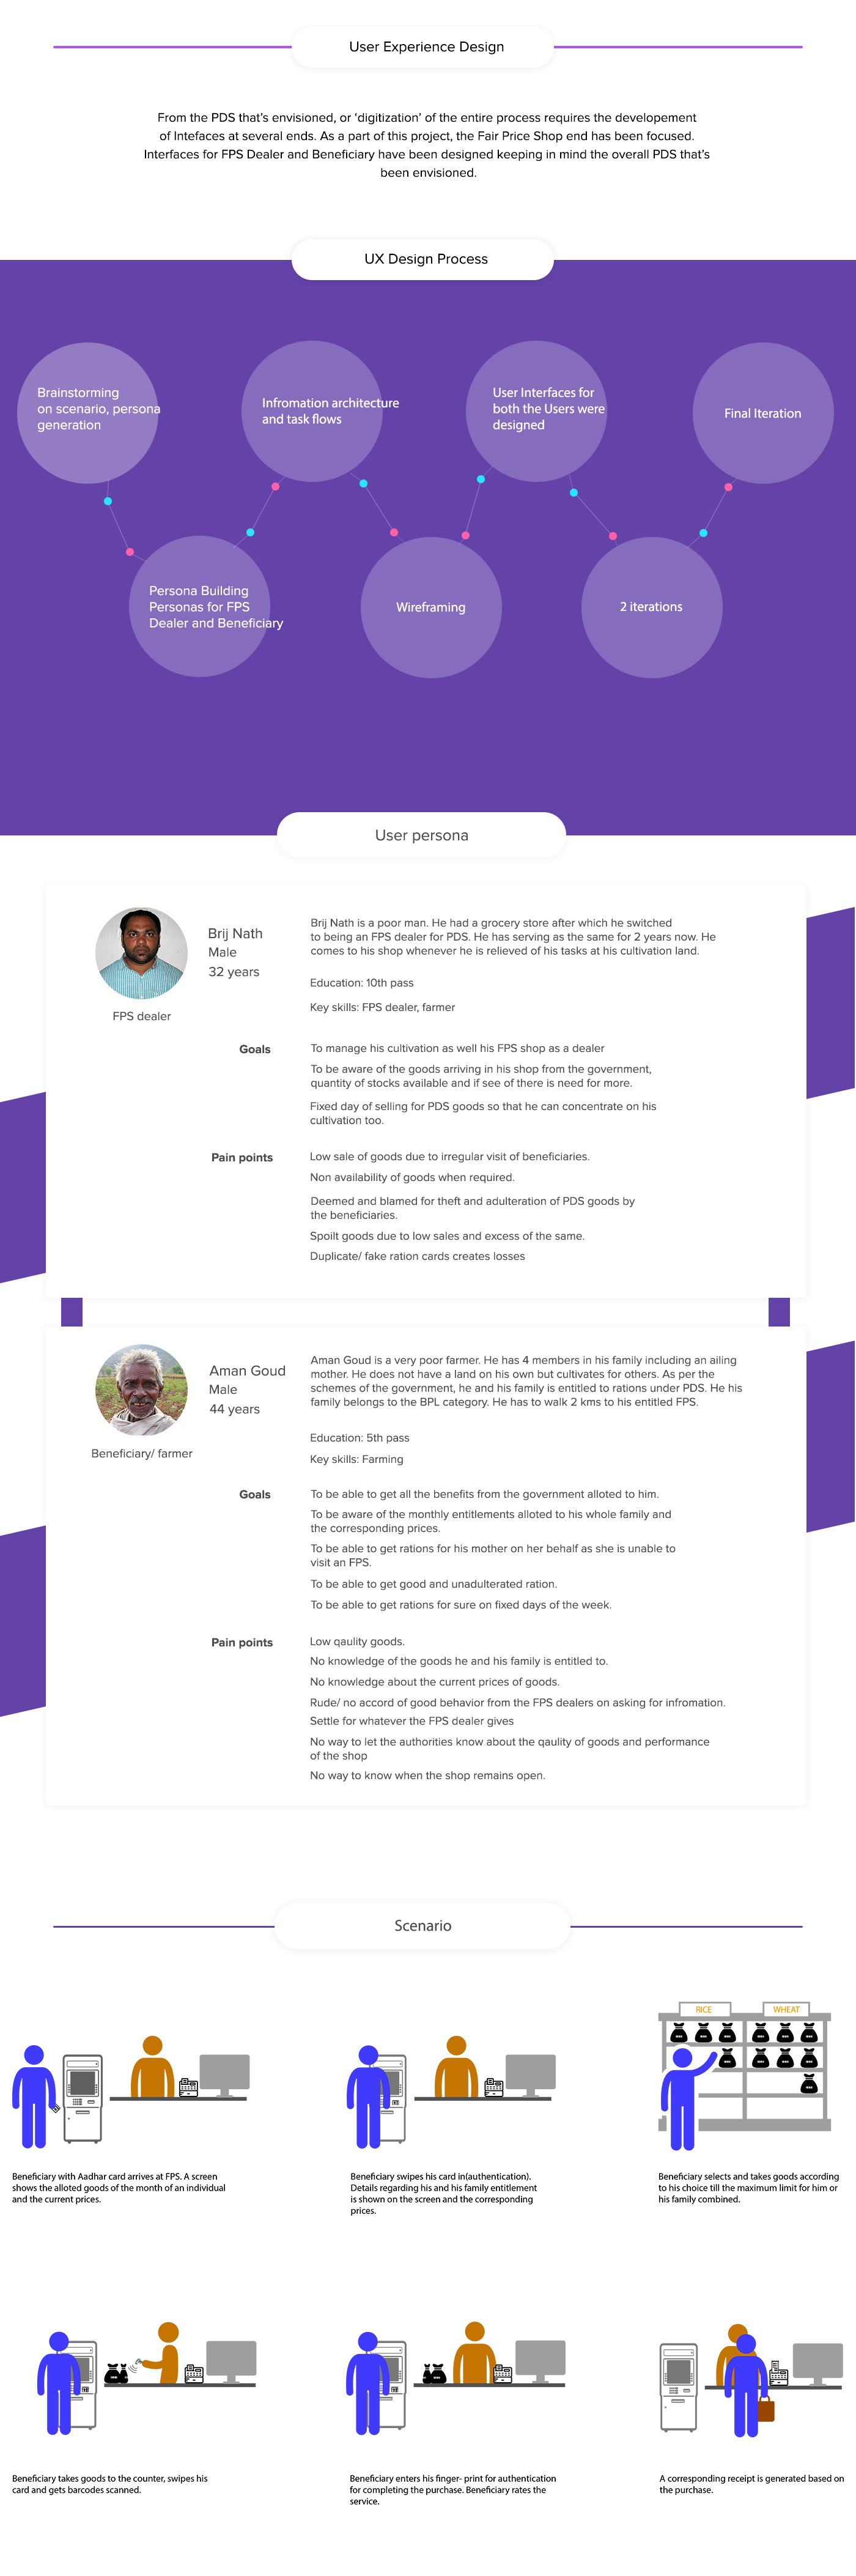 User Experience Design
From the PDS that's envisioned, or 'digitization' of the entire process requires the developement
of Intefaces at several ends. As a part of this project, the Fair Price Shop end has been focused.
Interfaces for FPS Dealer and Beneficiary have been designed keeping in mind the overall PDS that's
been envisioned.
UX Design Process
Brainstorming
on scenario, persona
generation
Infromation architecture
and task flows
User Interfaces for
both the Users were
designed
Final Iteration
Persona Building
Personas for FPS
Dealer and Beneficiary
Wireframing
2 iterations
User persona
Brij Nath
Male
32 years
FPS dealer
Brij Nath is a poor man. He had a grocery store after which he switched
to being an FPS dealer for PDS. He has serving as the same for 2 years now. He
comes to his shop whenever he is relieved of his tasks at his cultivation land.
Education: 10th pass
Key skills: FPS dealer, farmer
Goals
To manage his cultivation as well his FPS shop as a dealer
To be aware of the goods arriving in his shop from the government,
quantity of stocks available and if see of there is need for more.
Fixed day of selling for PDS goods so that he can concentrate on his
cultivation too.
Pain points
Low sale of goods due to irregular visit of beneficiaries.
Non availability of goods when required.
Deemed and blamed for theft and adulteration of PDS goods by
the beneficiaries.
Spoilt goods due to low sales and excess of the same.
Duplicate/ fake ration cards creates losses
Aman Goud
Male
44 years
Beneficiary/ farmer
Aman Goud is a very poor farmer. He has 4 members in his family including an ailing
mother. He does not have a land on his own but cultivates for others. As per the
schemes of the government, he and his family is entitled to rations under PDS. He his
family belongs to the BPL category. He has to walk 2 kms to his entitled FPS.
Education: 5th pass
Key skills: Farming
Goals
To be able to get all the benefits from the government alloted to him.
To be aware of the monthly entitlements alloted to his whole family and
the corresponding prices.
To be able to get rations for his mother on her behalf as she is unable to
visit an FPS.
To be able to get good and unadulterated ration.
To be able to get rations for sure on fixed days of the week.
Pain points
Low qaulity goods.
No knowledge of the goods he and his family is entitled to.
No knowledge about the current prices of goods.
Rude/ no accord of good behavior from the FPS dealers on asking for infromation.
Settle for whatever the FPS dealer gives
No way to let the authorities know about the qaulity of goods and performance
of the shop
No way to know when the shop remains open.
Scenario
RICE
WHEAT
Beneficiary with Aadhar card arrives at FPS. A screen
shows the alloted goods of the month of an individual
and the current prices.
Beneficiary swipes his card in(authentication).
Details regarding his and his family entitlement
is shown on the screen and the corresponding
prices.
Beneficiary selects and takes goods according
to his choice till the maximum limit for him or
his family combined.
Beneficiary takes goods to the counter, swipes his
card and gets barcodes scanned.
Beneficiary enters his finger- print for authentication
for completing the purchase. Beneficiary rates the
service.
A corresponding receipt is generated based on
the purchase.